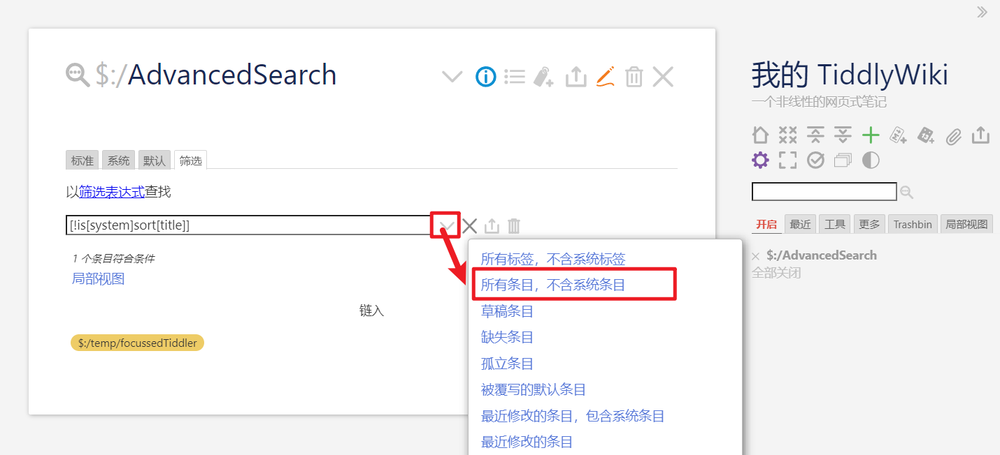 $:/AdvancedSearch
标准 系统 默认 筛选
以筛选表达式查找
[!is[system]sort[title]]
1 个条目符合条件
局部视图
链入
$:/temp/focussedTiddler
所有标签，不含系统标签
所有条目，不含系统条目
草稿条目
缺失条目
孤立条目
被覆写的默认条目
最近修改的条目，包含系统条目
最近修改的条目
我的 TiddlyWiki
一个非线性的网页式笔记
开启 最近 工具 更多 Trashbin 局部视图
× $:/AdvancedSearch
全部关闭